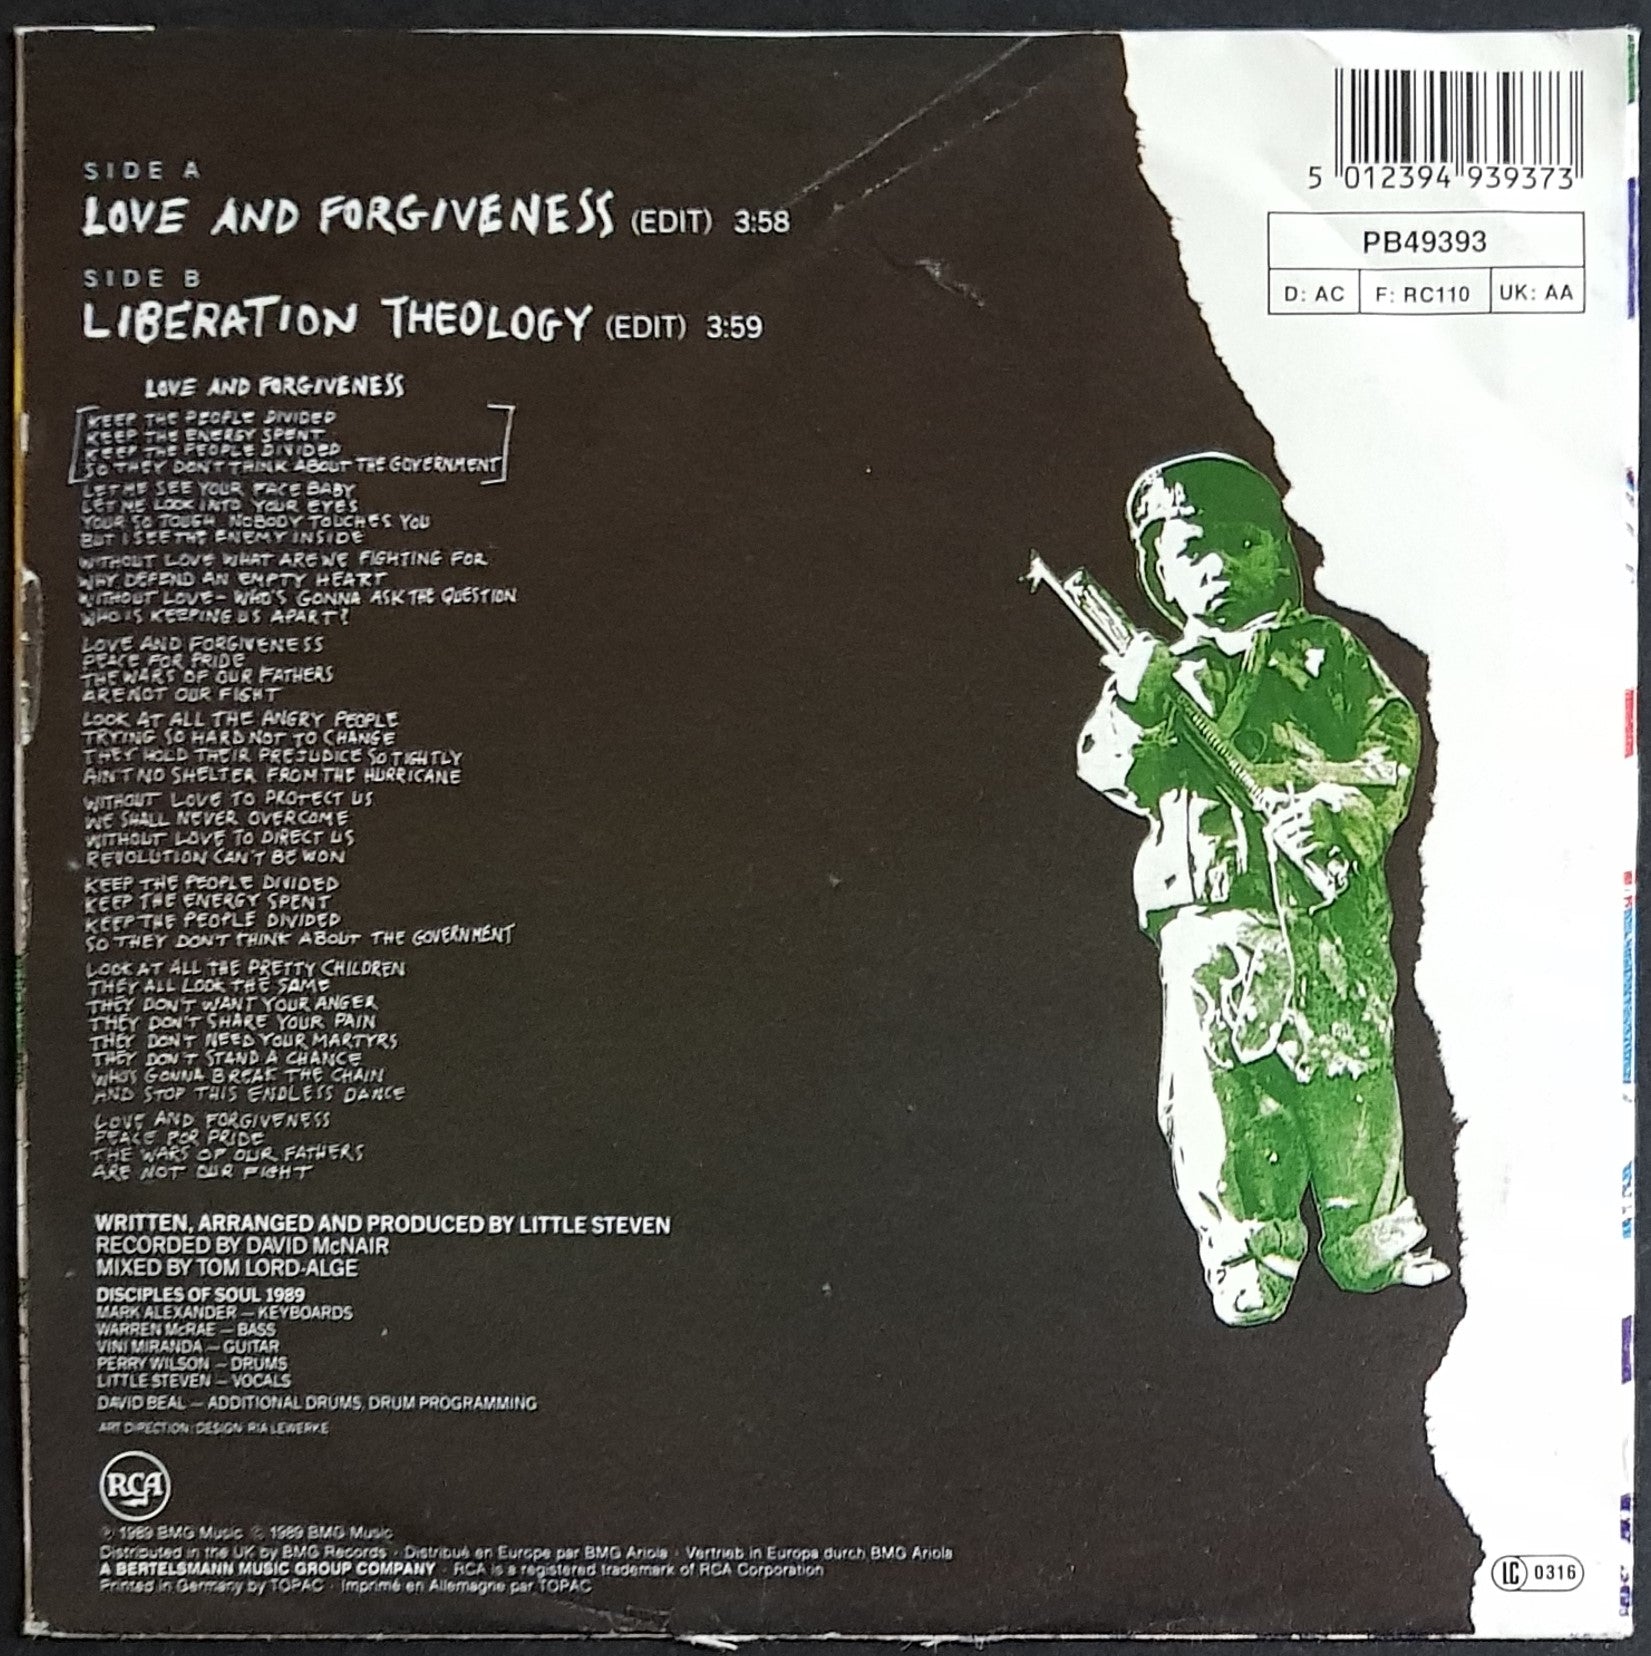 5 012394 939373
PB49393
D: AC F: RC110 UK: AA
SIDE A
LOVE AND FORGIVENESS (EDIT) 3:58
SIDE B
LIBERATION THEOLOGY (EDIT) 3:59
LOVE AND FORGIVENESS
KEEP THE PEOPLE DIVIDED
KEEP THE ENERGY SPENT
KEEP THE PEOPLE DIVIDED
SO THEY DON'T THINK ABOUT THE GOVERNMENT
LET ME SEE YOUR FACE BABY
LET ME LOOK INTO YOUR EYES
YOUR SO TOUGH NOBODY TOUCHES YOU
BUT I SEE THE ENEMY INSIDE
WITHOUT LOVE WHAT ARE WE FIGHTING FOR
WHY DEFEND AN EMPTY HEART
WITHOUT LOVE - WHO'S GONNA ASK THE QUESTION
WHO IS KEEPING US APART?
LOVE AND FORGIVENESS
PEACE FOR PRIDE
THE WARS OF OUR FATHERS
ARE NOT OUR FIGHT
LOOK AT ALL THE ANGRY PEOPLE
TRYING SO HARD NOT TO CHANGE
THEY HOLD THEIR PREJUDICE SO TIGHTLY
AIN'T NO SHELTER FROM THE HURRICANE
WITHOUT LOVE TO PROTECT US
WE SHALL NEVER OVERCOME
WITHOUT LOVE TO DIRECT US
REVOLUTION CAN'T BE WON
KEEP THE PEOPLE DIVIDED
KEEP THE ENERGY SPENT
KEEP THE PEOPLE DIVIDED
SO THEY DON'T THINK ABOUT THE GOVERNMENT
LOOK AT ALL THE PRETTY CHILDREN
THEY ALL LOOK THE SAME
THEY DON'T WANT YOUR ANGER
THEY DON'T SHARE YOUR PAIN
THEY DON'T NEED YOUR MARTYRS
THEY DON'T STAND A CHANCE
WHO'S GONNA BREAK THE CHAIN
AND STOP THIS ENDLESS DANCE
LOVE AND FORGIVENESS
PEACE FOR PRIDE
THE WARS OF OUR FATHERS
ARE NOT OUR FIGHT
WRITTEN, ARRANGED AND PRODUCED BY LITTLE STEVEN
RECORDED BY DAVID McNAIR
MIXED BY TOM LORD-ALGE
DISCIPLES OF SOUL 1989
MARK ALEXANDER – KEYBOARDS
WARREN McRAE – BASS
VINI MIRANDA – GUITAR
PERRY WILSON – DRUMS
LITTLE STEVEN – VOCALS
DAVID BEAL – ADDITIONAL DRUMS, DRUM PROGRAMMING
ART DIRECTION/DESIGN: RIA LEWERKE
RCA
℗ 1989 BMG Music © 1989 BMG Music
Distributed in the UK by BMG Records · Distribué en Europe par BMG Ariola · Vertrieb in Europa durch BMG Ariola
A BERTELSMANN MUSIC GROUP COMPANY · RCA is a registered trademark of RCA Corporation
Printed in Germany by TOPAC · Imprimé en Allemagne par TOPAC
LC 0316